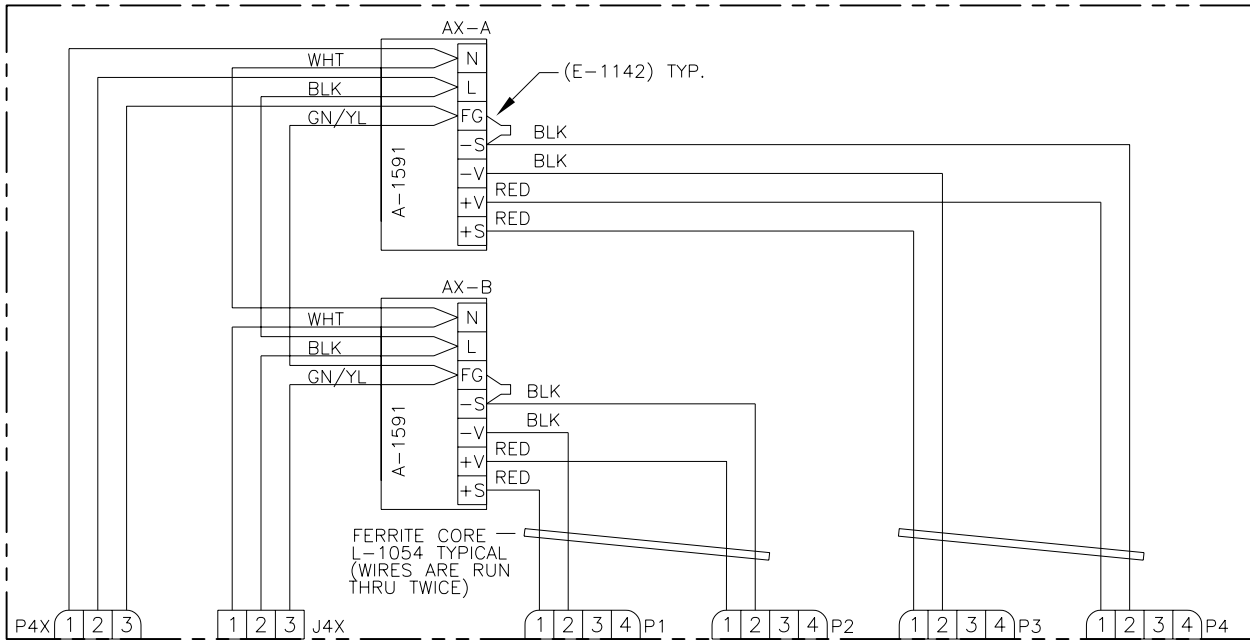 AX-A
WHT
N
(E-1142) TYP.
BLK
L
GN/YL
FG
BLK
-S
BLK
-V
RED
+V
RED
+S
A-1591
AX-B
WHT
N
BLK
L
GN/YL
FG
BLK
-S
BLK
-V
RED
+V
RED
+S
A-1591
FERRITE CORE
L-1054 TYPICAL
(WIRES ARE RUN
THRU TWICE)
P4X 1 2 3
1 2 3 J4X
1 2 3 4 P1
1 2 3 4 P2
1 2 3 4 P3
1 2 3 4 P4